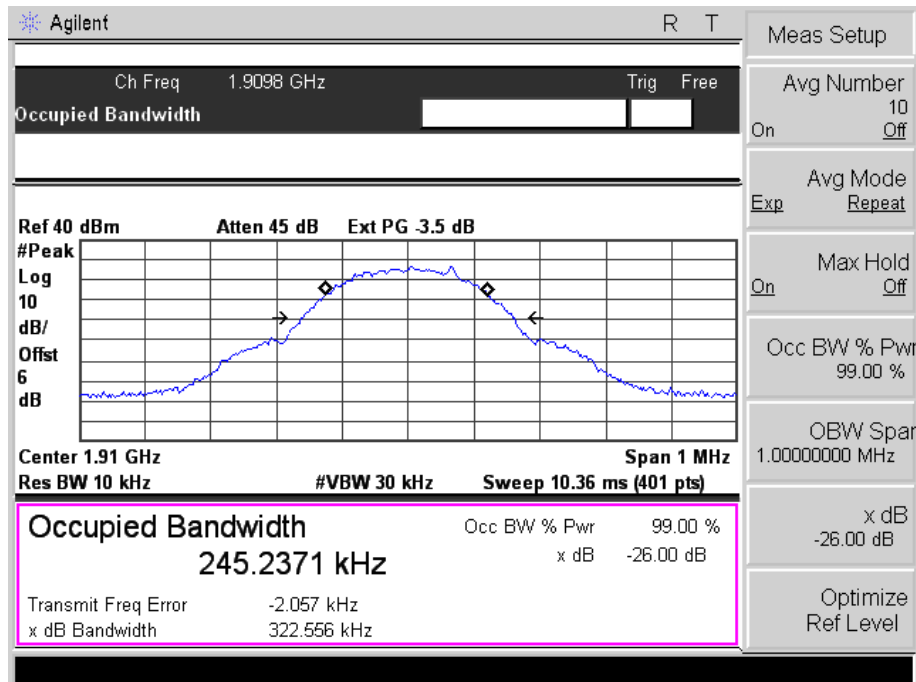 Agilent R T
Ch Freq 1.9098 GHz Trig Free
Occupied Bandwidth
Ref 40 dBm Atten 45 dB Ext PG -3.5 dB
#Peak
Log
10
dB/
Offst
6
dB
Center 1.91 GHz Span 1 MHz
Res BW 10 kHz #VBW 30 kHz Sweep 10.36 ms (401 pts)
Occupied Bandwidth
245.2371 kHz
Occ BW % Pwr 99.00 %
x dB -26.00 dB
Transmit Freq Error -2.057 kHz
x dB Bandwidth 322.556 kHz
Meas Setup
Avg Number
10
On Off
Avg Mode
Exp Repeat
Max Hold
On Off
Occ BW % Pwr
99.00 %
OBW Span
1.00000000 MHz
x dB
-26.00 dB
Optimize
Ref Level